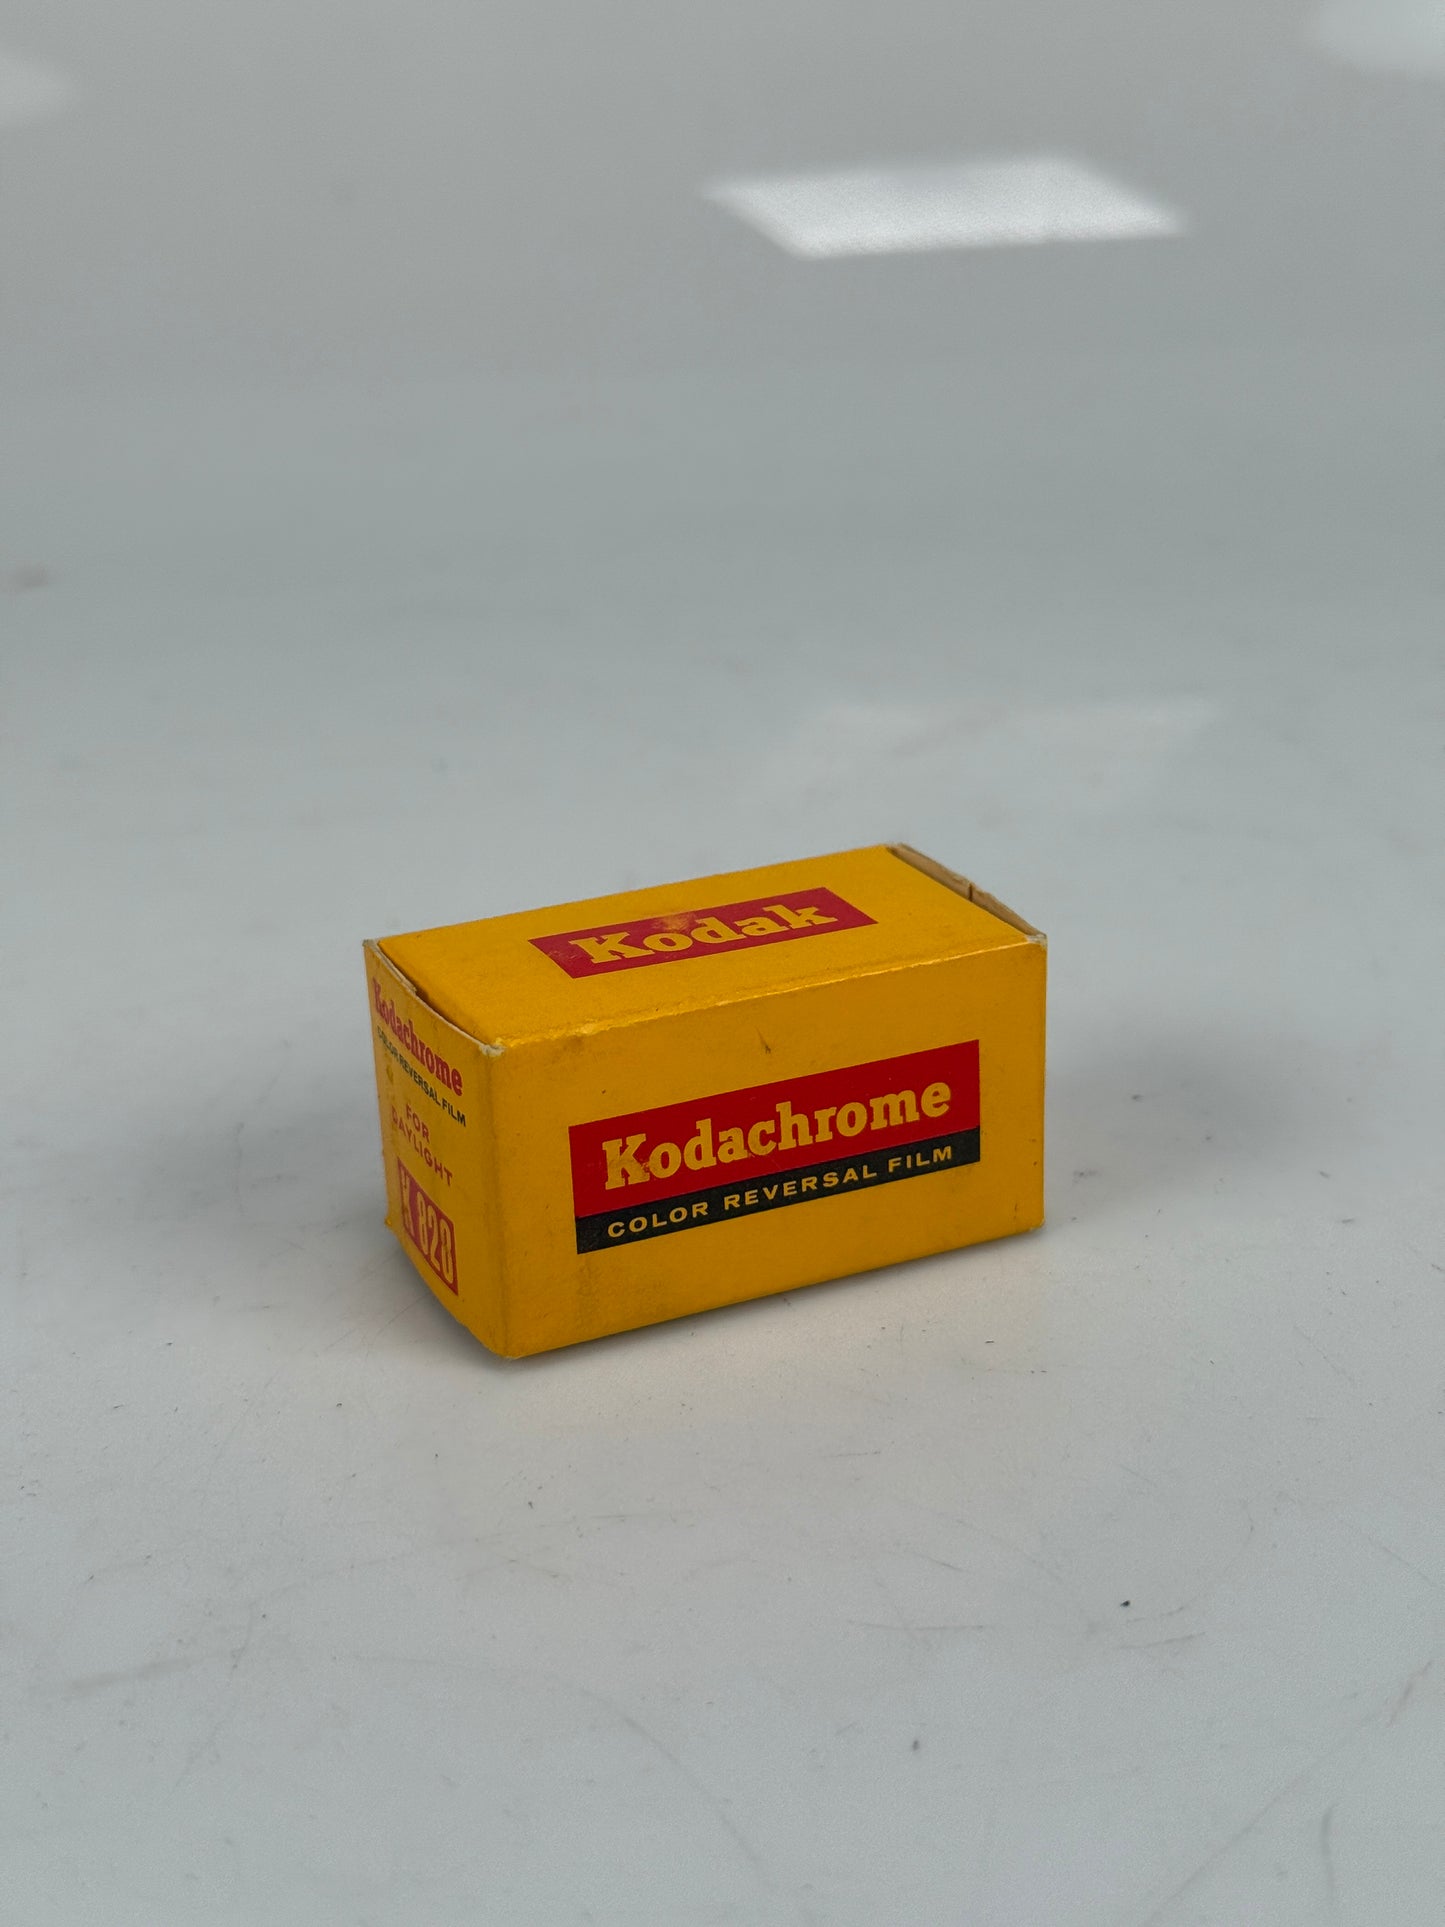 Kodak
Kodachrome
COLOR REVERSAL FILM
Kodachrome
COLOR REVERSAL FILM
FOR
DAYLIGHT
K 828